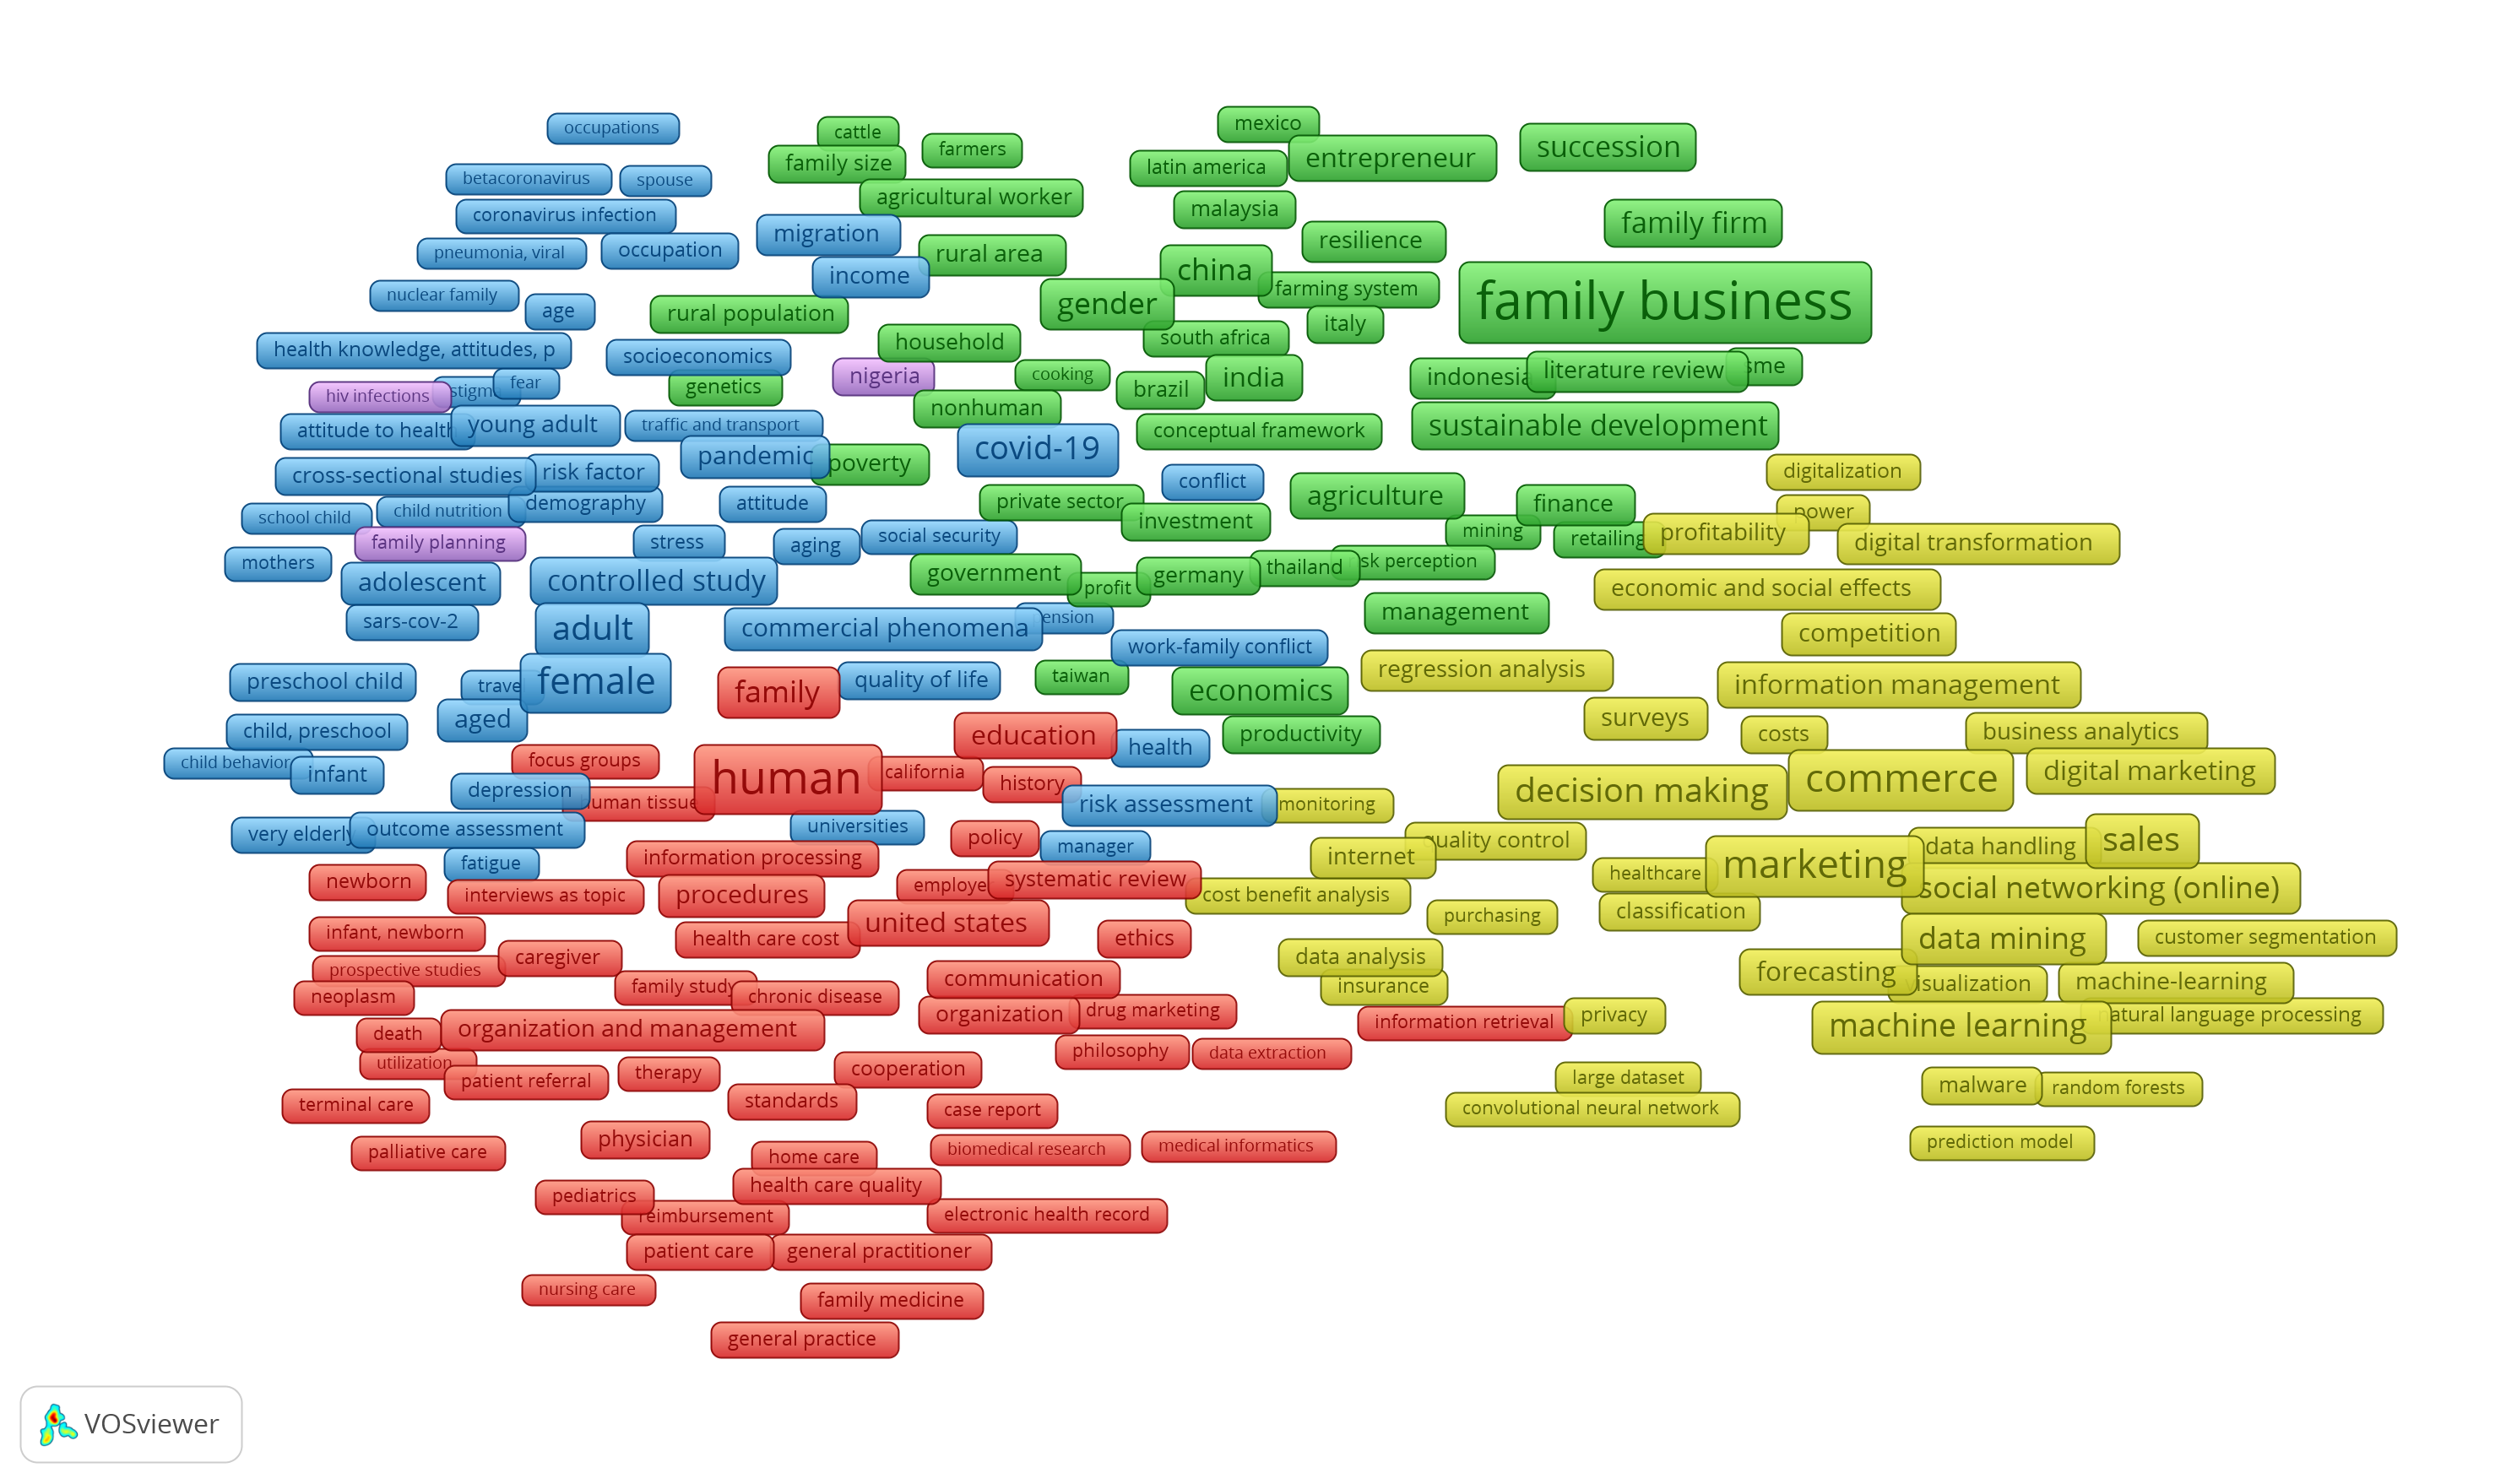 occupations
cattle
family size
farmers
agricultural worker
mexico
latin america
entrepreneur
succession
betacoronavirus
spouse
coronavirus infection
pneumonia, viral
occupation
migration
income
rural area
malaysia
resilience
family firm
china
farming system
gender
family business
nuclear family
age
rural population
household
south africa
italy
health knowledge, attitudes, p
socioeconomics
genetics
nigeria
cooking
brazil
india
indonesia
literature review
sme
hiv infections
stigm
fear
attitude to health
young adult
traffic and transport
nonhuman
conceptual framework
sustainable development
pandemic
poverty
covid-19
cross-sectional studies
risk factor
conflict
digitalization
school child
child nutrition
demography
attitude
private sector
investment
agriculture
finance
power
family planning
stress
aging
social security
mining
retailing
profitability
digital transformation
mothers
adolescent
controlled study
government
profit
germany
thailand
sk perception
economic and social effects
sars-cov-2
adult
commercial phenomena
ension
work-family conflict
management
competition
preschool child
trave
female
family
quality of life
taiwan
economics
regression analysis
information management
aged
child, preschool
education
health
productivity
surveys
costs
business analytics
child behavior
infant
focus groups
human
california
history
decision making
commerce
digital marketing
depression
human tissue
risk assessment
monitoring
very elderly
outcome assessment
universities
policy
manager
internet
quality control
marketing
data handling
sales
fatigue
information processing
newborn
interviews as topic
procedures
employe
systematic review
cost benefit analysis
healthcare
social networking (online)
infant, newborn
health care cost
united states
ethics
purchasing
classification
data mining
customer segmentation
caregiver
prospective studies
neoplasm
family study
chronic disease
communication
data analysis
insurance
forecasting
visualization
machine-learning
death
organization and management
organization
drug marketing
information retrieval
privacy
machine learning
natural language processing
utilization
patient referral
therapy
cooperation
philosophy
data extraction
large dataset
malware
random forests
terminal care
standards
case report
convolutional neural network
palliative care
physician
home care
biomedical research
medical informatics
prediction model
pediatrics
reimbursement
health care quality
electronic health record
patient care
general practitioner
nursing care
family medicine
general practice
VOSviewer